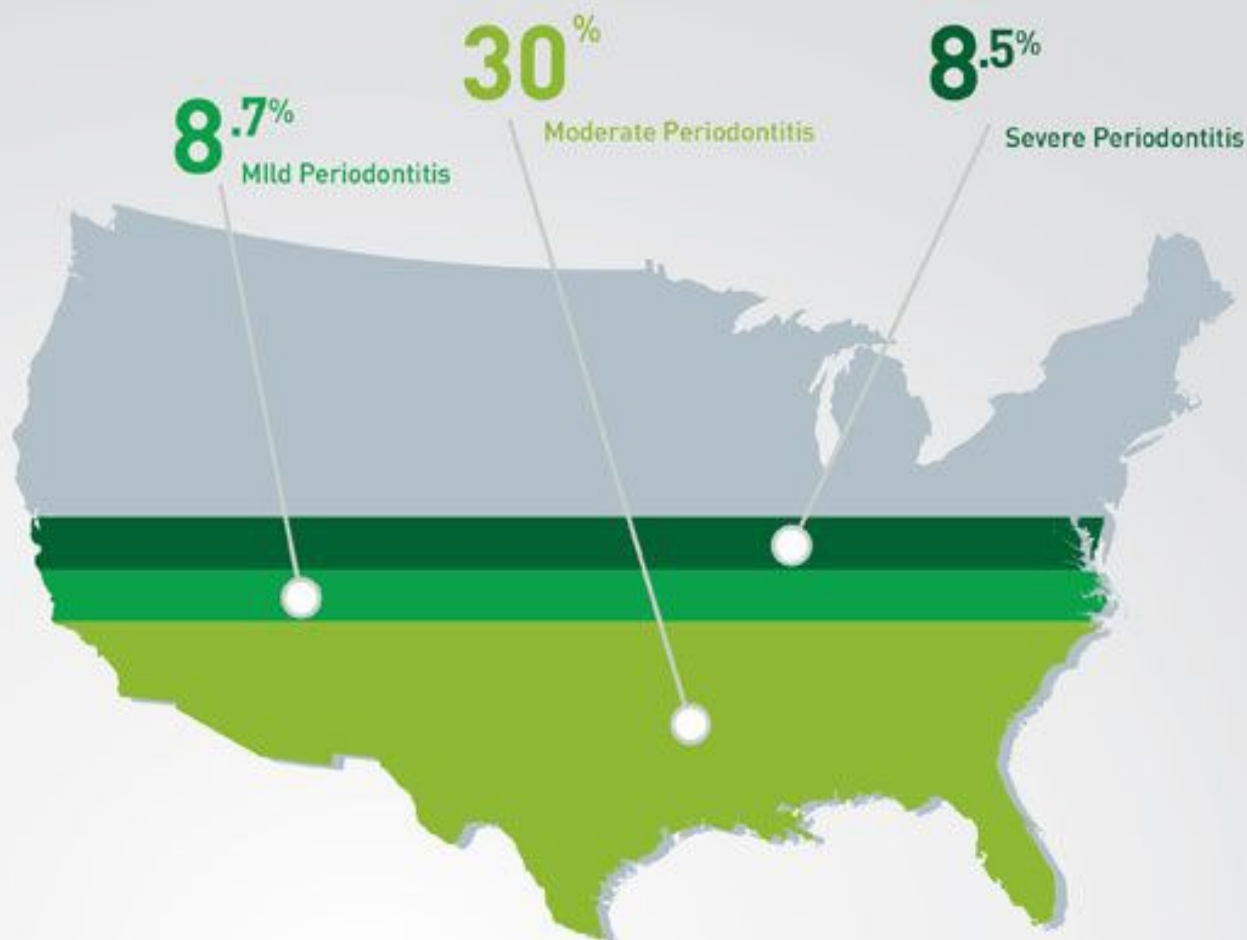 8.7%
MIld Periodontitis
30%
Moderate Periodontitis
8.5%
Severe Periodontitis